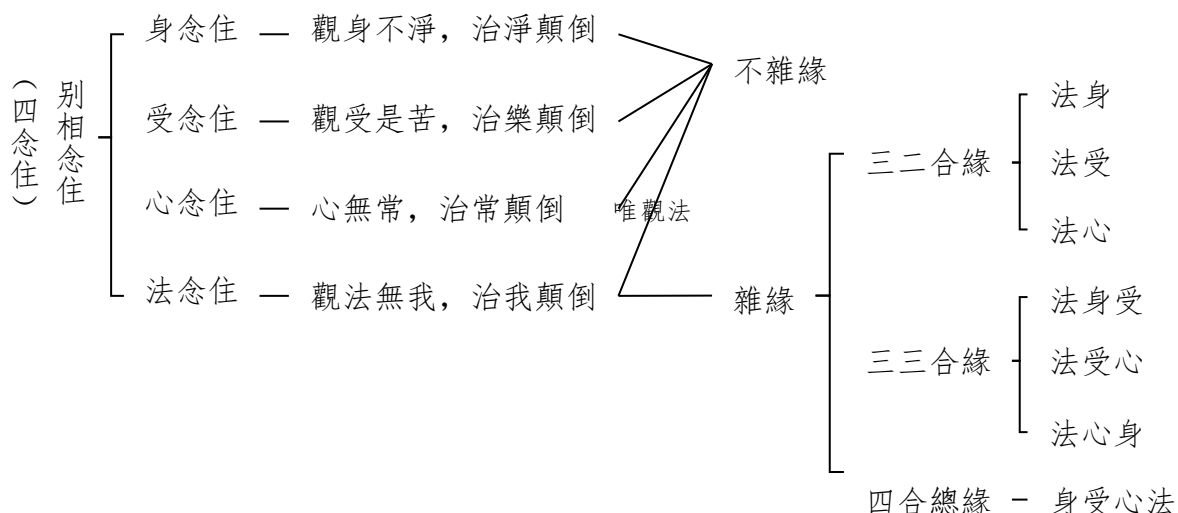 別相念住
(四念住)
身念住 — 觀身不淨，治淨顛倒
受念住 — 觀受是苦，治樂顛倒
心念住 — 心無常，治常顛倒
法念住 — 觀法無我，治我顛倒
唯觀法
不雜緣
雜緣
三二合緣
法身
法受
法心
三三合緣
法身受
法受心
法心身
四合總緣 － 身受心法